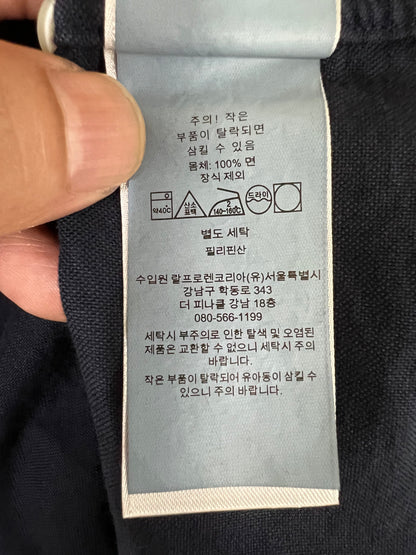 주의! 작은
부품이 탈락되면
삼킬 수 있음
몸체: 100% 면
장식 제외
약40℃ 산소 표백 2 140~160℃ 드라이
별도 세탁
필리핀산
수입원 랄프로렌코리아(유)서울특별시
강남구 학동로 343
더 피나클 강남 18층
080-566-1199
세탁시 부주의로 인한 탈색 및 오염된
제품은 교환할 수 없으니 세탁시 주의
바랍니다.
작은 부품이 탈락되어 유아동이 삼킬 수
있으니 주의 바랍니다.